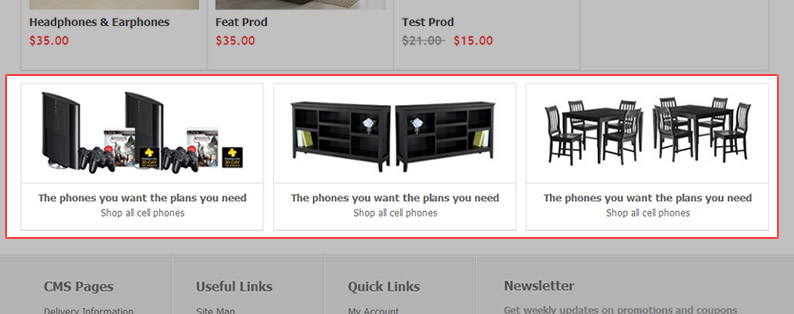 Headphones & Earphones
$35.00
Feat Prod
$35.00
Test Prod
$21.00 $15.00
The phones you want the plans you need
Shop all cell phones
The phones you want the plans you need
Shop all cell phones
The phones you want the plans you need
Shop all cell phones
CMS Pages
Delivery Information
Useful Links
Site Map
Quick Links
My Account
Newsletter
Get weekly updates on promotions and coupons